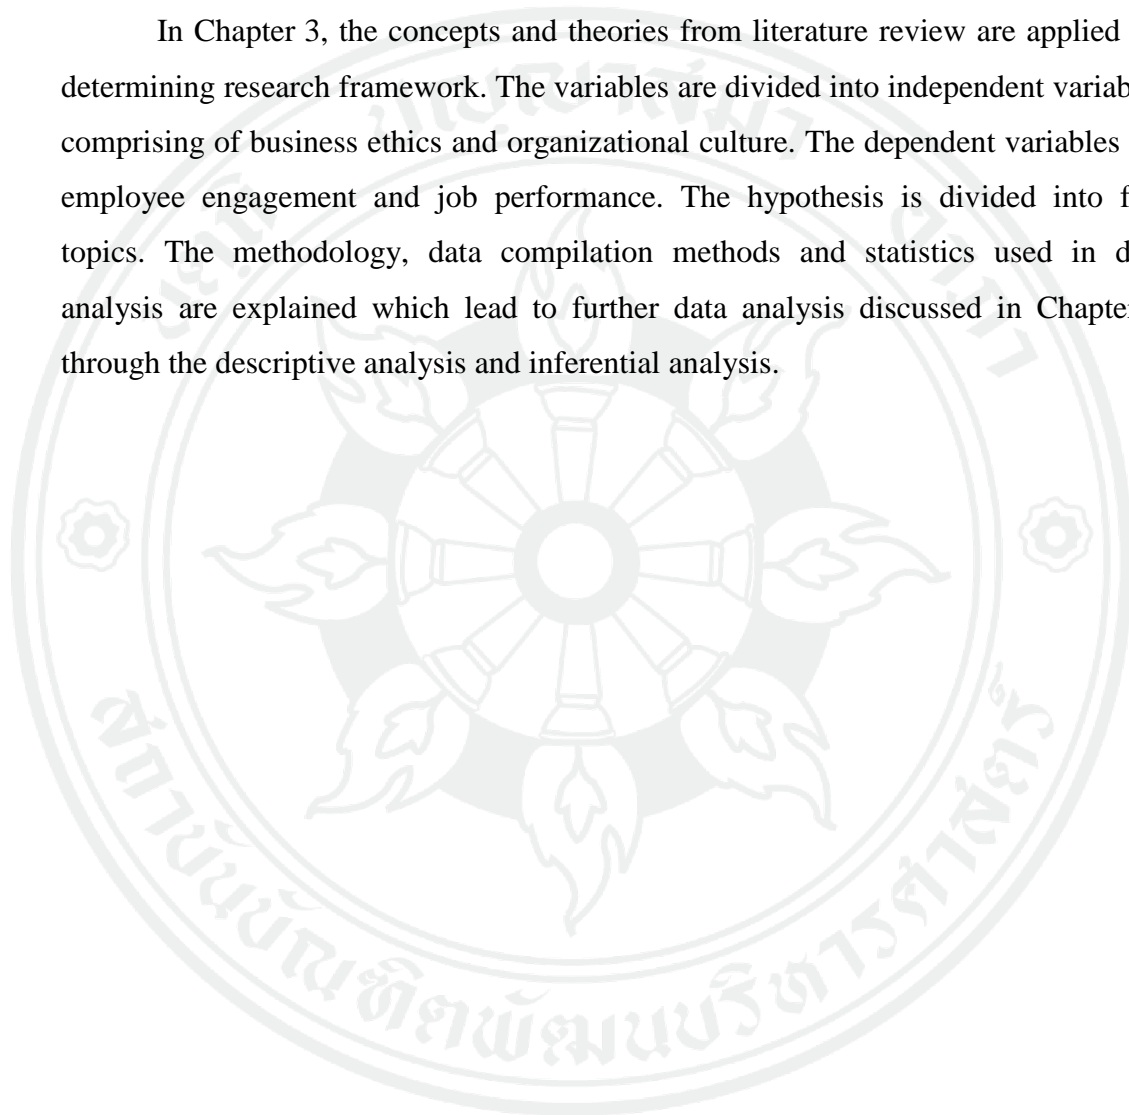 In Chapter 3, the concepts and theories from literature review are applied
determining research framework. The variables are divided into independent variab
comprising of business ethics and organizational culture. The dependent variables
employee engagement and job performance. The hypothesis is divided into f
topics. The methodology, data compilation methods and statistics used in d
analysis are explained which lead to further data analysis discussed in Chapter
through the descriptive analysis and inferential analysis.
สถาบันบัณฑิตพัฒนบริหารศาสตร์